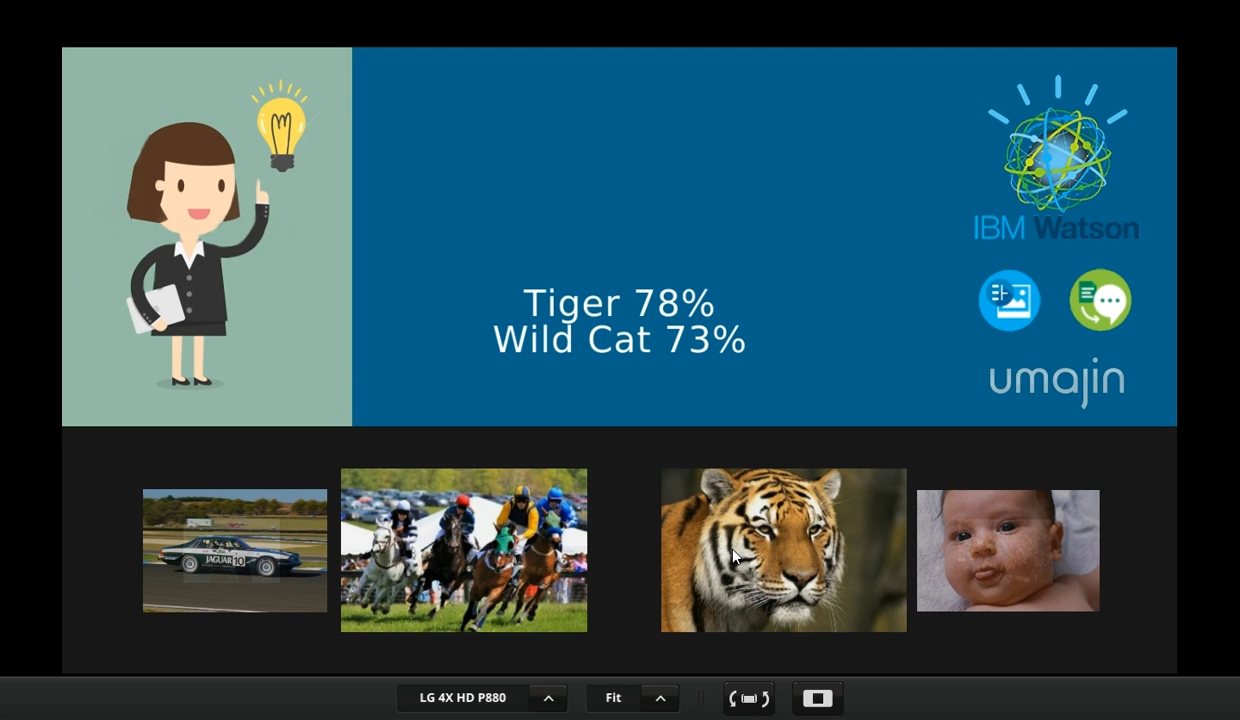 Tiger 78%
Wild Cat 73%
IBM Watson
umajin
JAGUAR 10
LG 4X HD P880
Fit